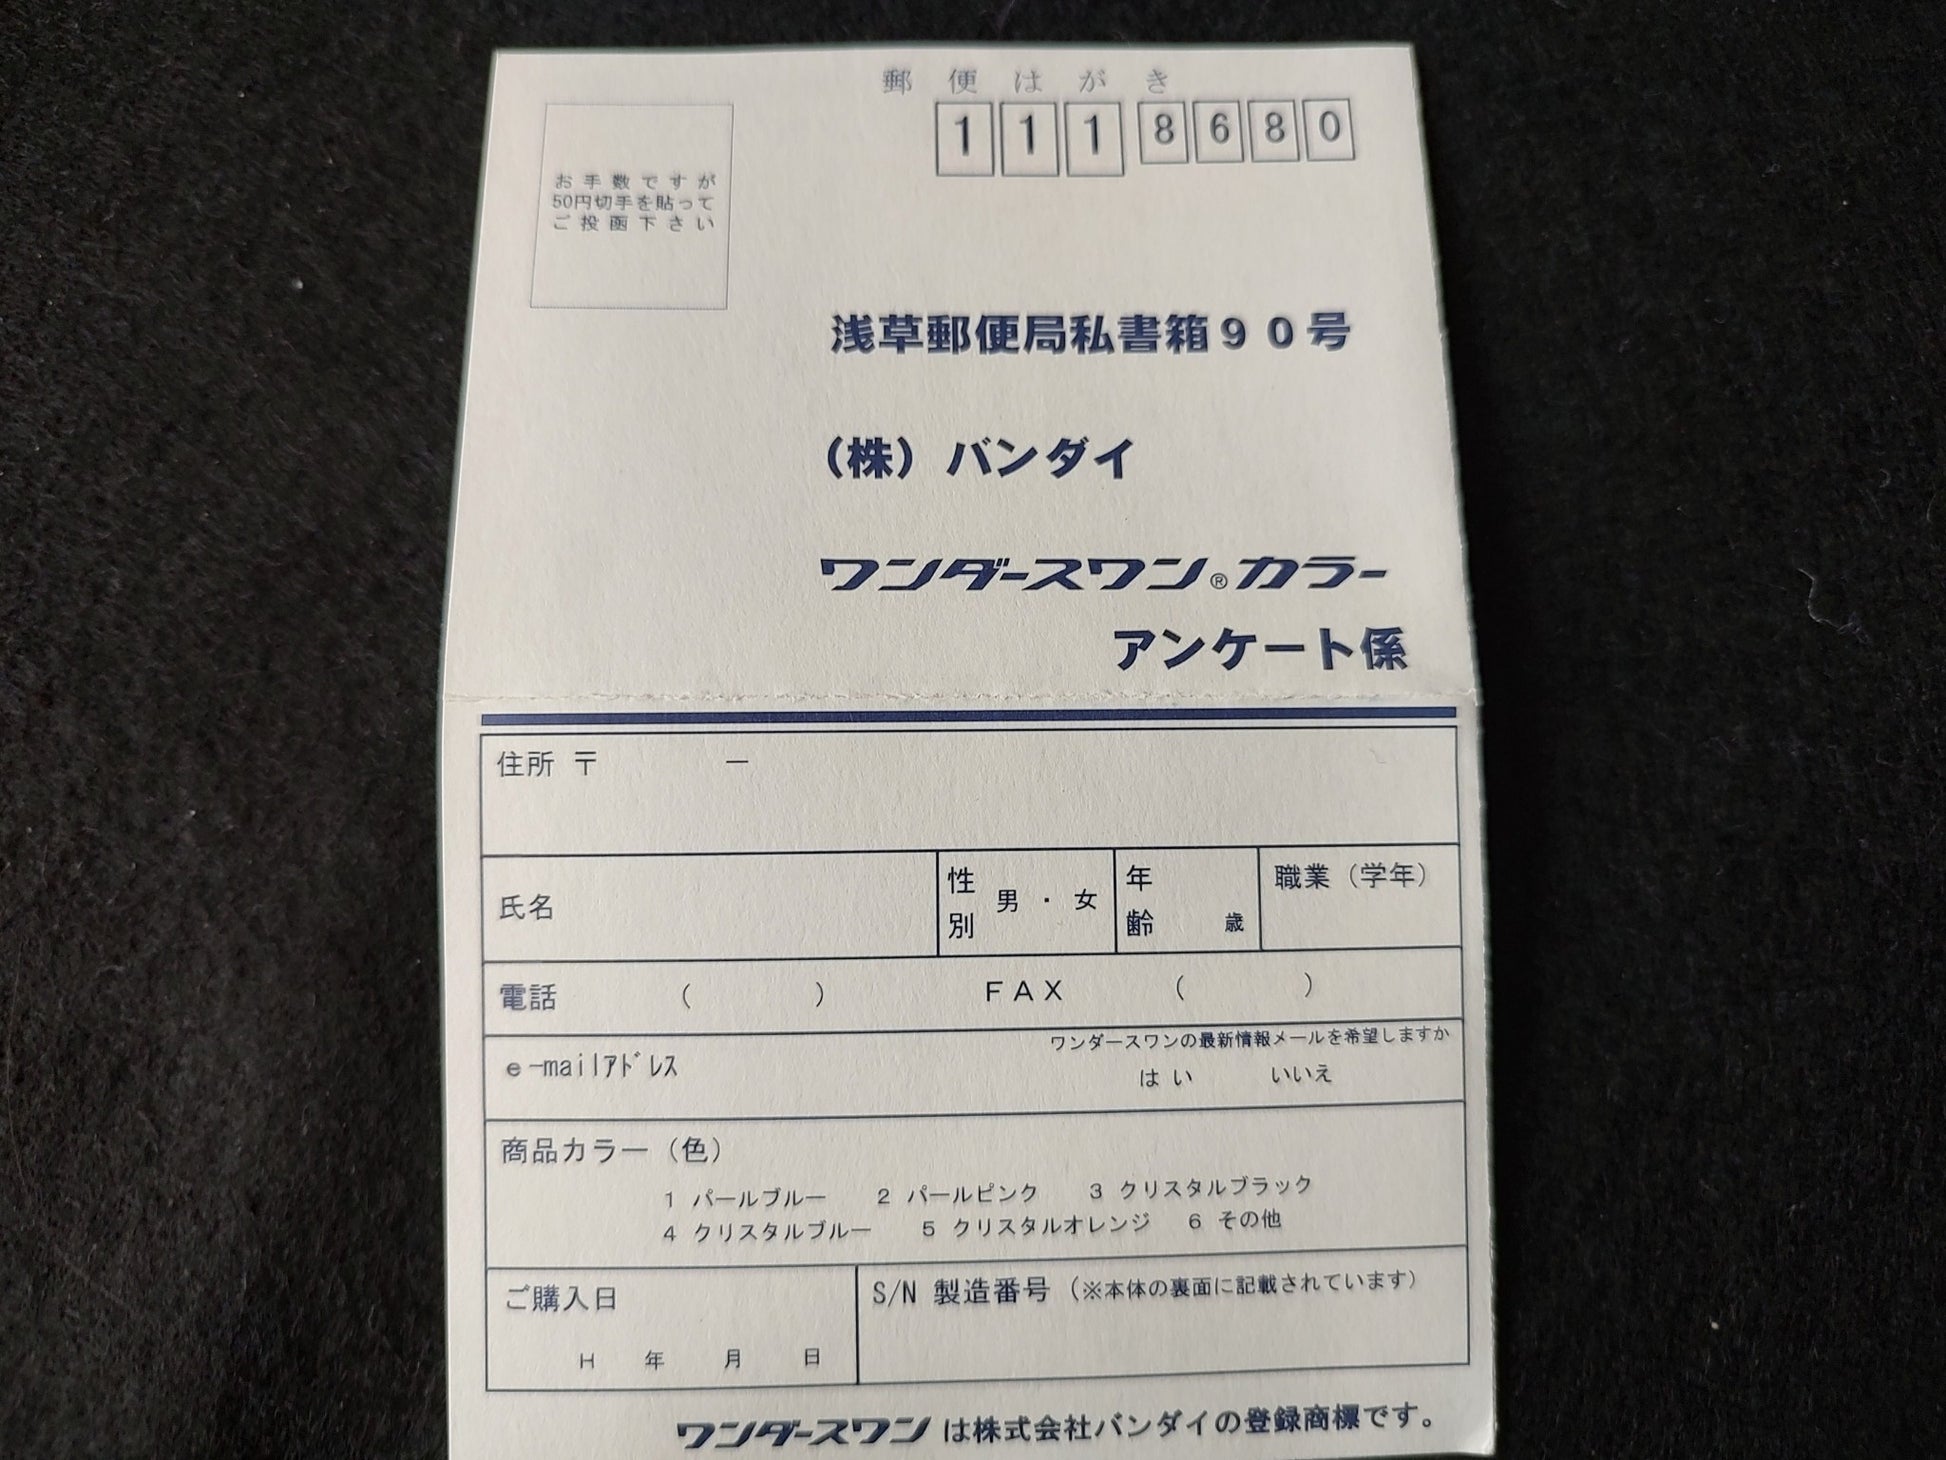 郵便はがき
1118680
お手数ですが
50円切手を貼って
ご投函下さい
浅草郵便局私書箱90号
(株)バンダイ
ワンダースワン®カラー
アンケート係
住所 〒 ー
氏名 性別 男・女 年齢 歳 職業(学年)
電話 ( ) FAX ( )
e-mailアドレス
ワンダースワンの最新情報メールを希望しますか
はい いいえ
商品カラー(色)
1 パールブルー 2 パールピンク 3 クリスタルブラック
4 クリスタルブルー 5 クリスタルオレンジ 6 その他
ご購入日
H 年 月 日
S/N 製造番号(※本体の裏面に記載されています)
ワンダースワンは株式会社バンダイの登録商標です。